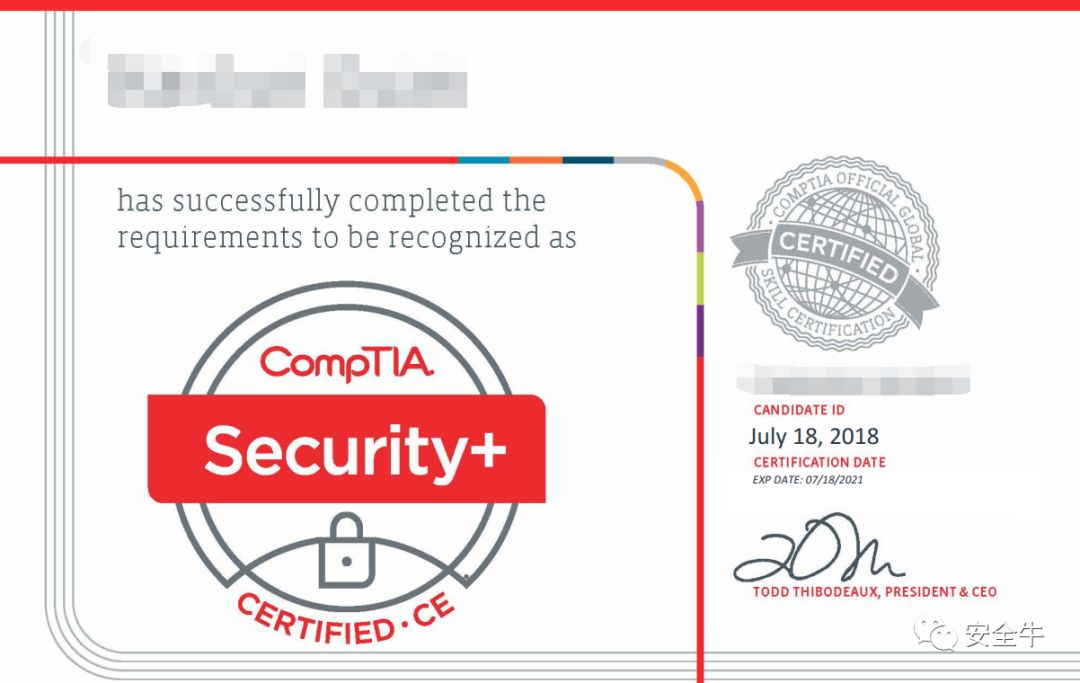 has successfully completed the
requirements to be recognized as
CompTIA.
Security+
CERTIFIED · CE
COMPTIA OFFICIAL GLOBAL
CERTIFIED
SKILL CERTIFICATION
CANDIDATE ID
July 18, 2018
CERTIFICATION DATE
EXP DATE: 07/18/2021
TODD THIBODEAUX, PRESIDENT & CEO
安全牛